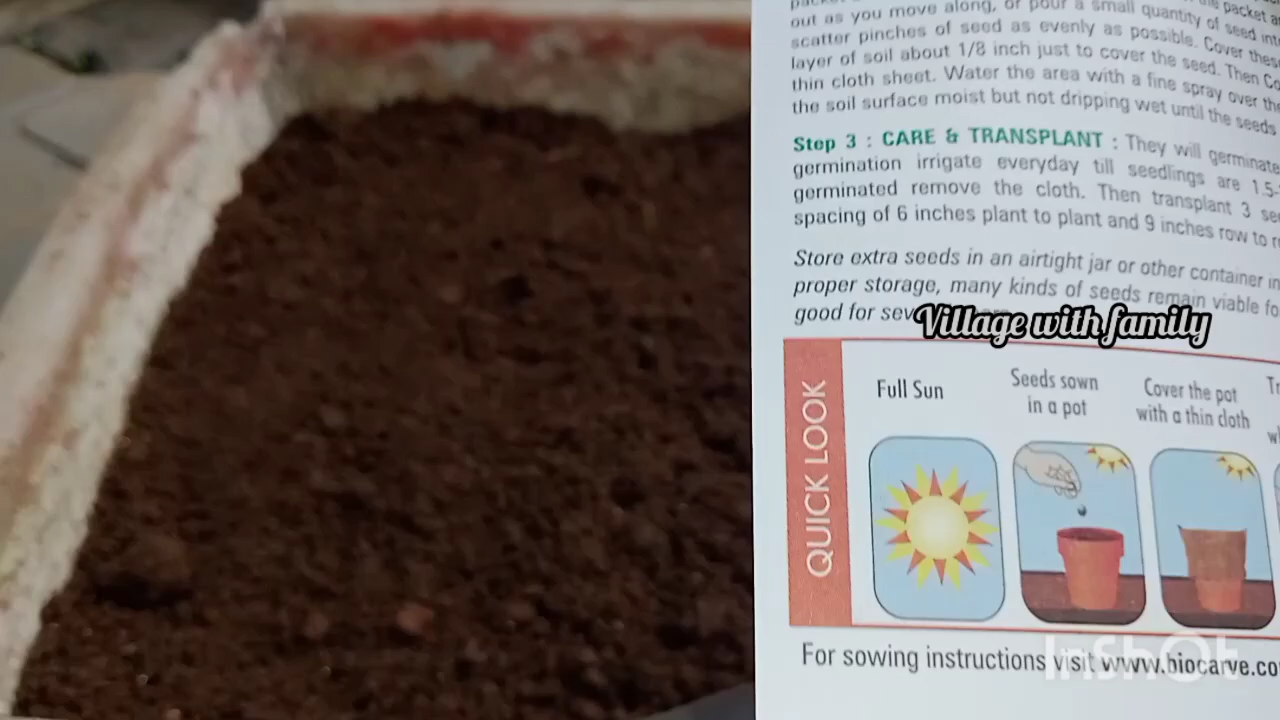 out as you move along, or pour a small quantity of seed
scatter pinches of seed as evenly as possible. Cover
layer of soil about 1/8 inch just to cover the seed. Then
thin cloth sheet. Water the area with a fine spray over
the soil surface moist but not dripping wet until the seeds
Step 3 : CARE & TRANSPLANT : They will germinate
germination irrigate everyday till seedlings are 1.5-
germinated remove the cloth. Then transplant 3
spacing of 6 inches plant to plant and 9 inches row to
Store extra seeds in an airtight jar or other container
proper storage, many kinds of seeds remain viable
good for
Village with family
QUICK LOOK
Full Sun
Seeds sown
in a pot
Cover the pot
with a thin cloth
For sowing instructions visit www.biocarve.co
InShOt